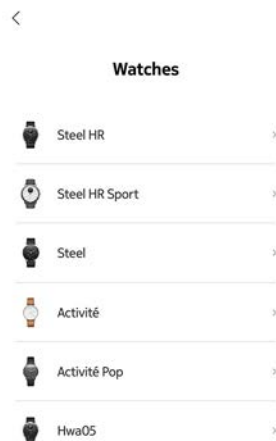 Watches
Steel HR
Steel HR Sport
Steel
Activité
Activité Pop
Hwa05